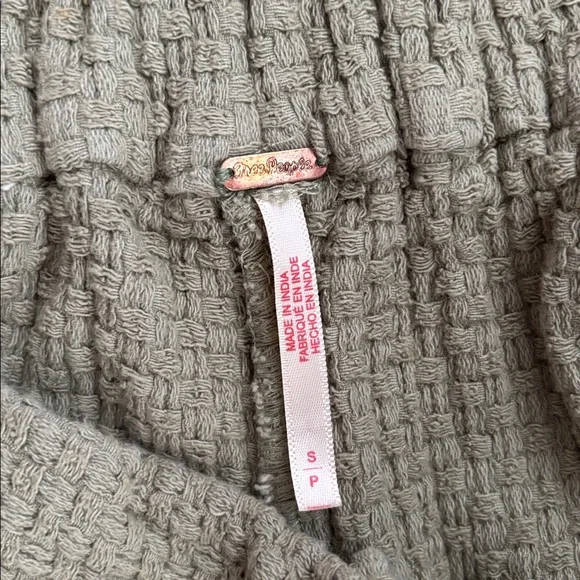 Free People
MADE IN INDIA
FABRIQUÉ EN INDE
HECHO EN INDIA
S
P